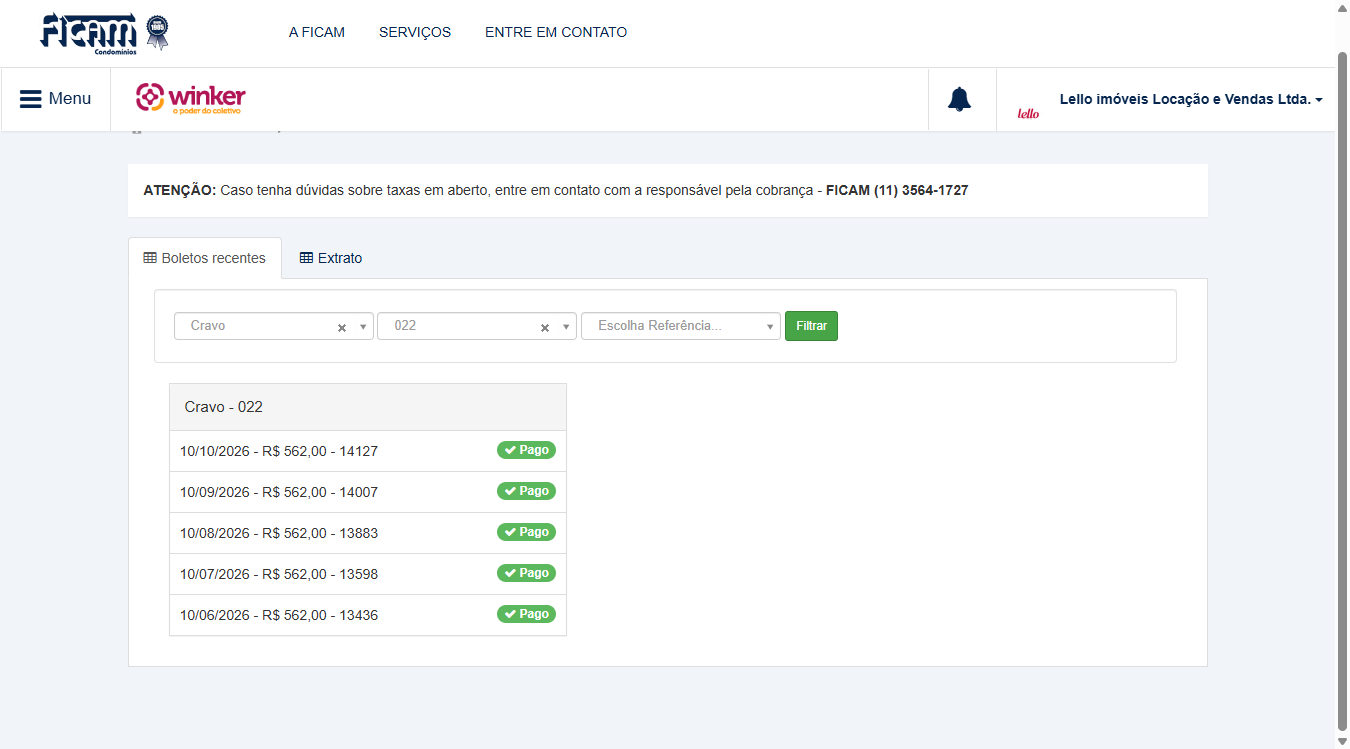 FICAM
Condomínios
1985
A FICAM
SERVIÇOS
ENTRE EM CONTATO
Menu
winker
o poder do coletivo
lello
Lello imóveis Locação e Vendas Ltda.
ATENÇÃO: Caso tenha dúvidas sobre taxas em aberto, entre em contato com a responsável pela cobrança - FICAM (11) 3564-1727
Boletos recentes
Extrato
Cravo
022
Escolha Referência...
Filtrar
Cravo - 022
10/10/2026 - R$ 562,00 - 14127
Pago
10/09/2026 - R$ 562,00 - 14007
Pago
10/08/2026 - R$ 562,00 - 13883
Pago
10/07/2026 - R$ 562,00 - 13598
Pago
10/06/2026 - R$ 562,00 - 13436
Pago